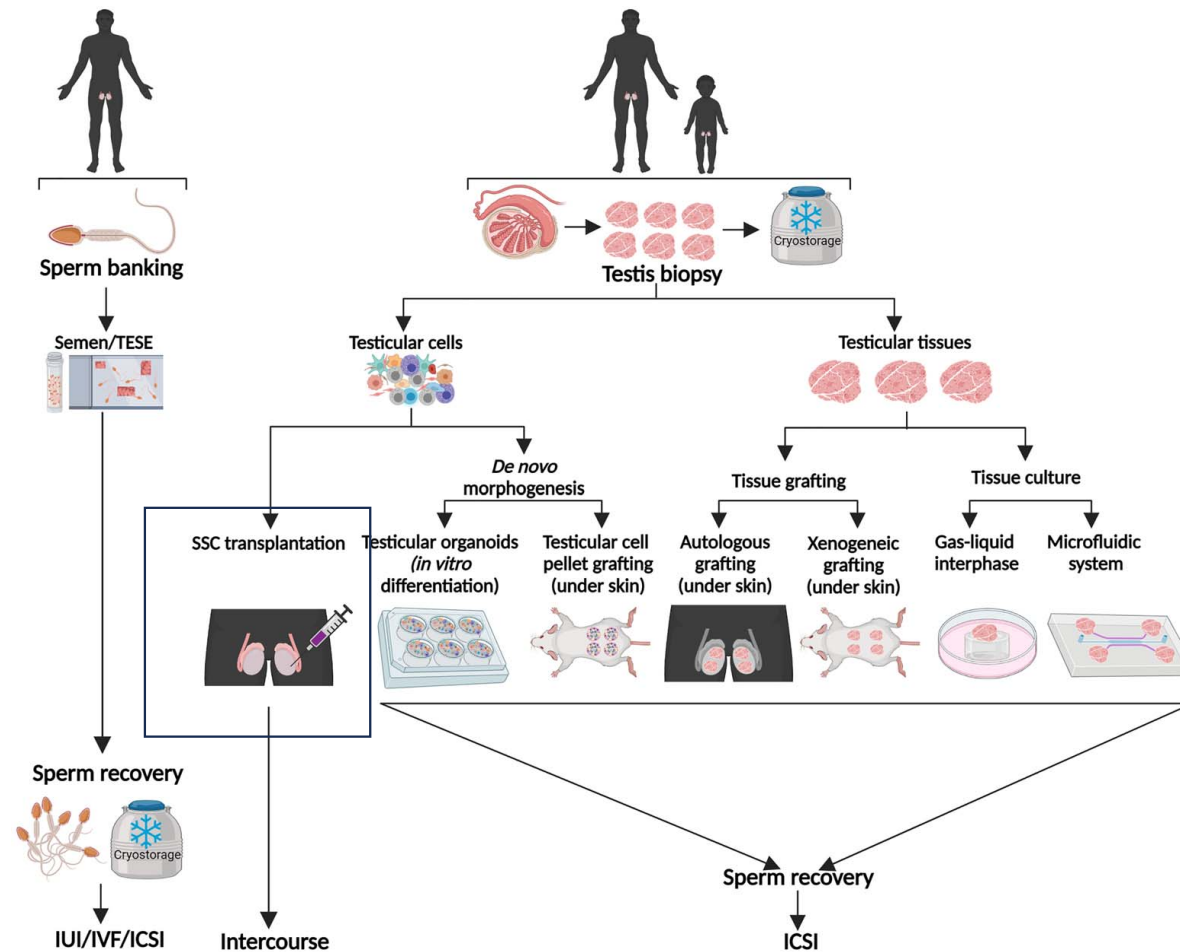 Sperm banking
Cryostorage
Testis biopsy
Semen/TESE
Testicular cells
Testicular tissues
De novo
morphogenesis
Tissue grafting
Tissue culture
SSC transplantation
Testicular organoids
(in vitro
differentiation)
Testicular cell
pellet grafting
(under skin)
Autologous
grafting
(under skin)
Xenogeneic
grafting
(under skin)
Gas-liquid
interphase
Microfluidic
system
Sperm recovery
Cryostorage
Sperm recovery
IUI/IVF/ICSI
Intercourse
ICSI